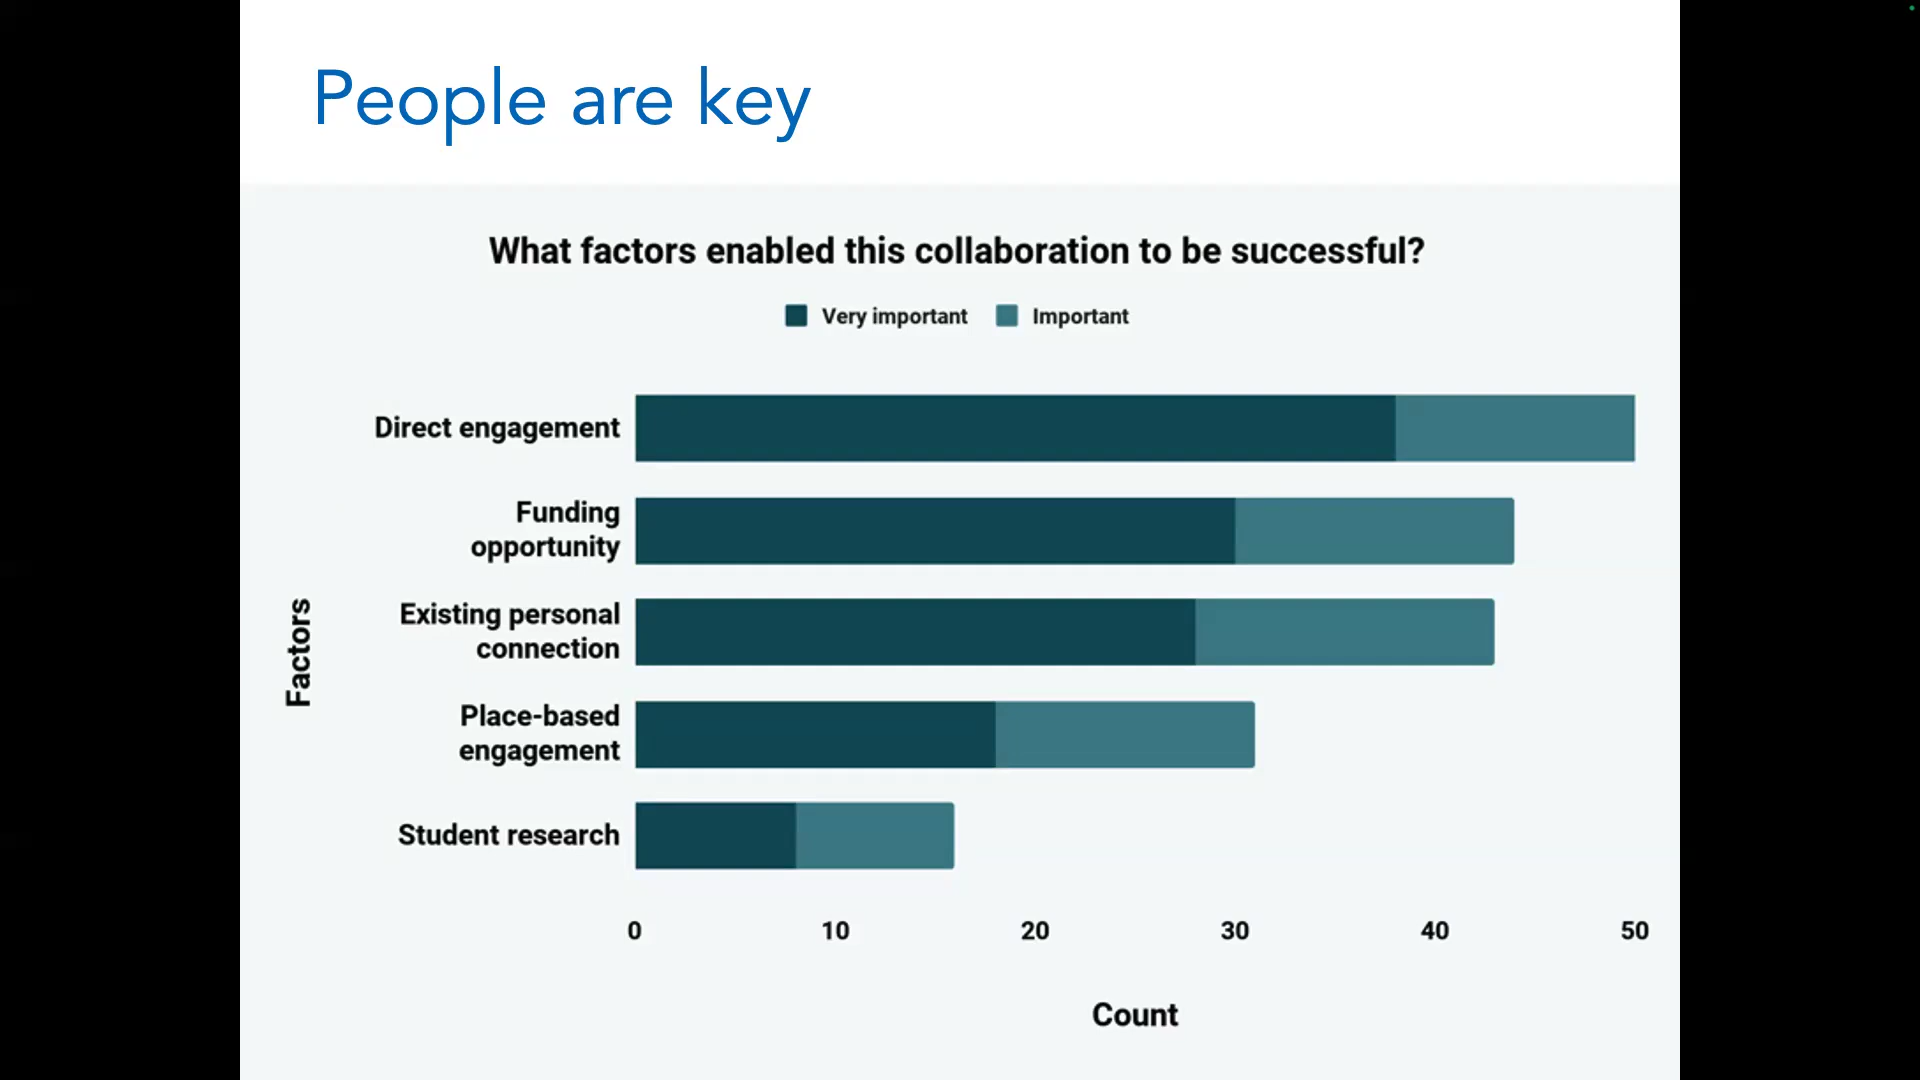 People are key
What factors enabled this collaboration to be successful?
Very important Important
Direct engagement
Funding
opportunity
Existing personal
connection
Place-based
engagement
Student research
Factors
0 10 20 30 40 50
Count